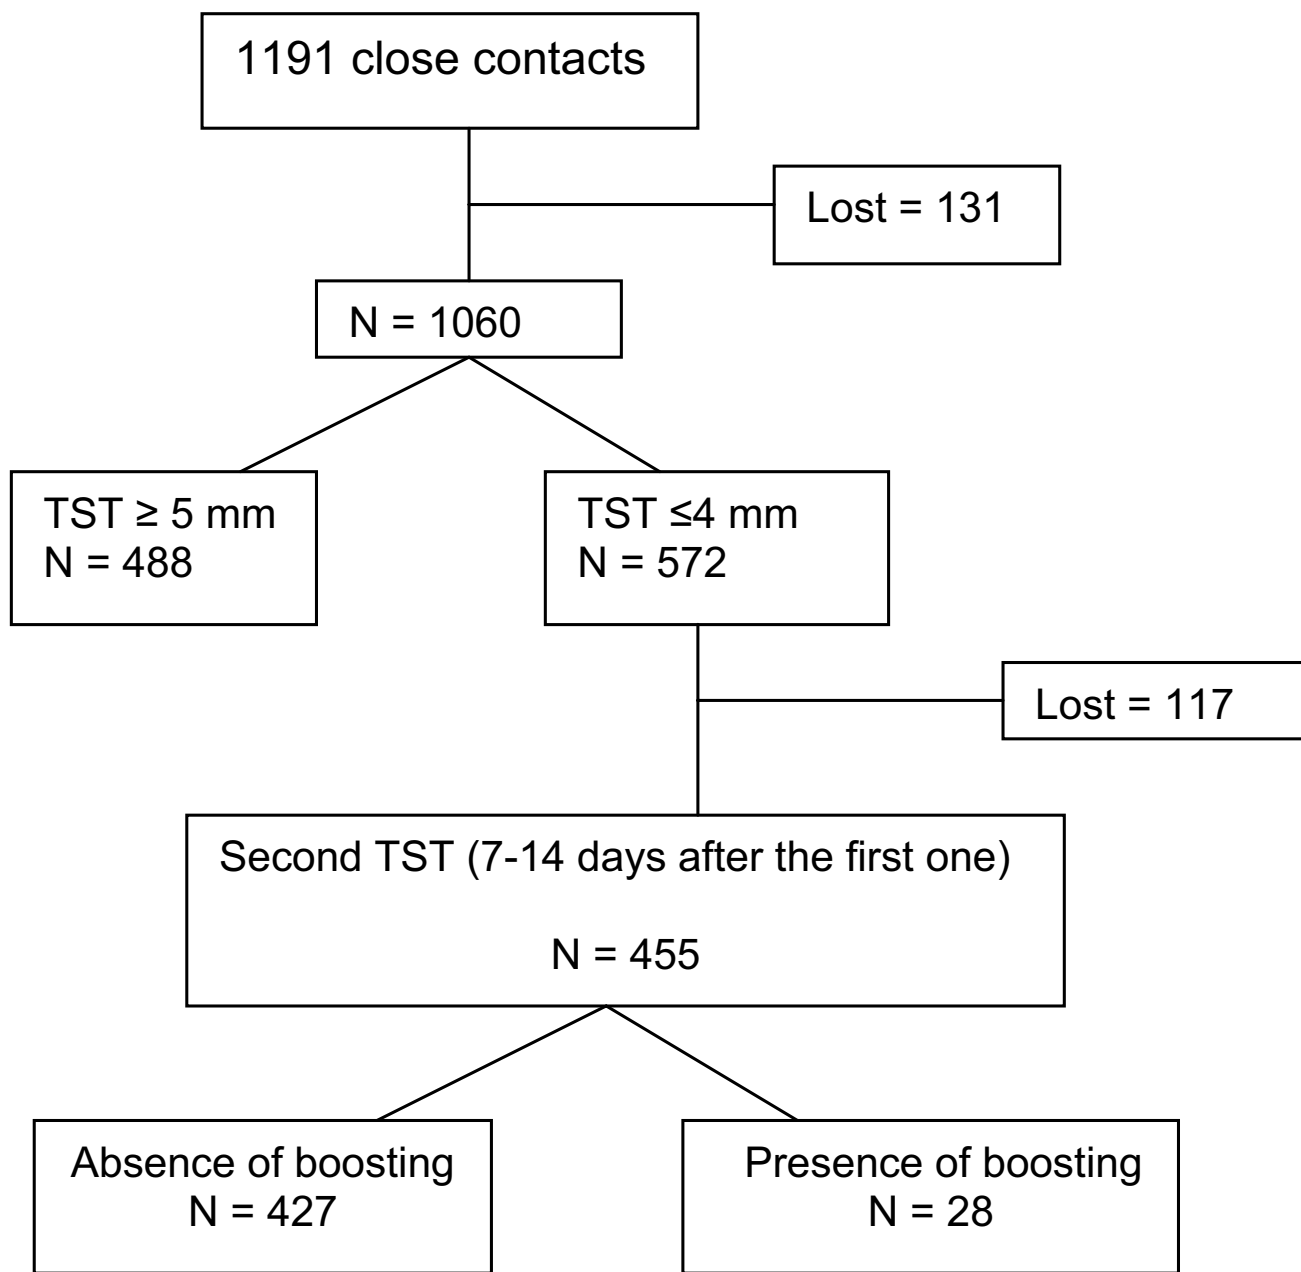 1191 close contacts
Lost = 131
N = 1060
TST ≥ 5 mm
N = 488
TST ≤4 mm
N = 572
Lost = 117
Second TST (7-14 days after the first one)
N = 455
Absence of boosting
N = 427
Presence of boosting
N = 28